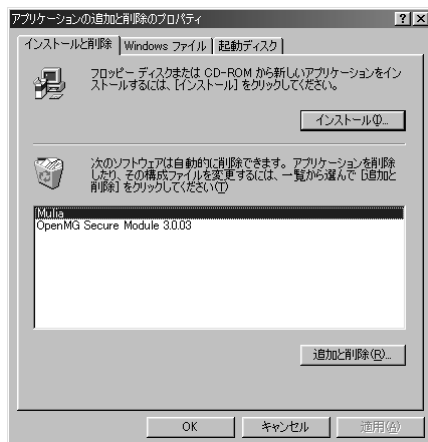 アプリケーションの追加と削除のプロパティ
? ×
インストールと削除 Windows ファイル 起動ディスク
フロッピー ディスクまたは CD-ROM から新しいアプリケーションをイン
ストールするには、[インストール] をクリックしてください。
インストール(I)...
次のソフトウェアは自動的に削除できます。アプリケーションを削除
したり、その構成ファイルを変更するには、一覧から選んで [追加と
削除] をクリックしてください(T)
Mulia
OpenMG Secure Module 3.0.03
追加と削除(R)...
OK キャンセル 適用(A)